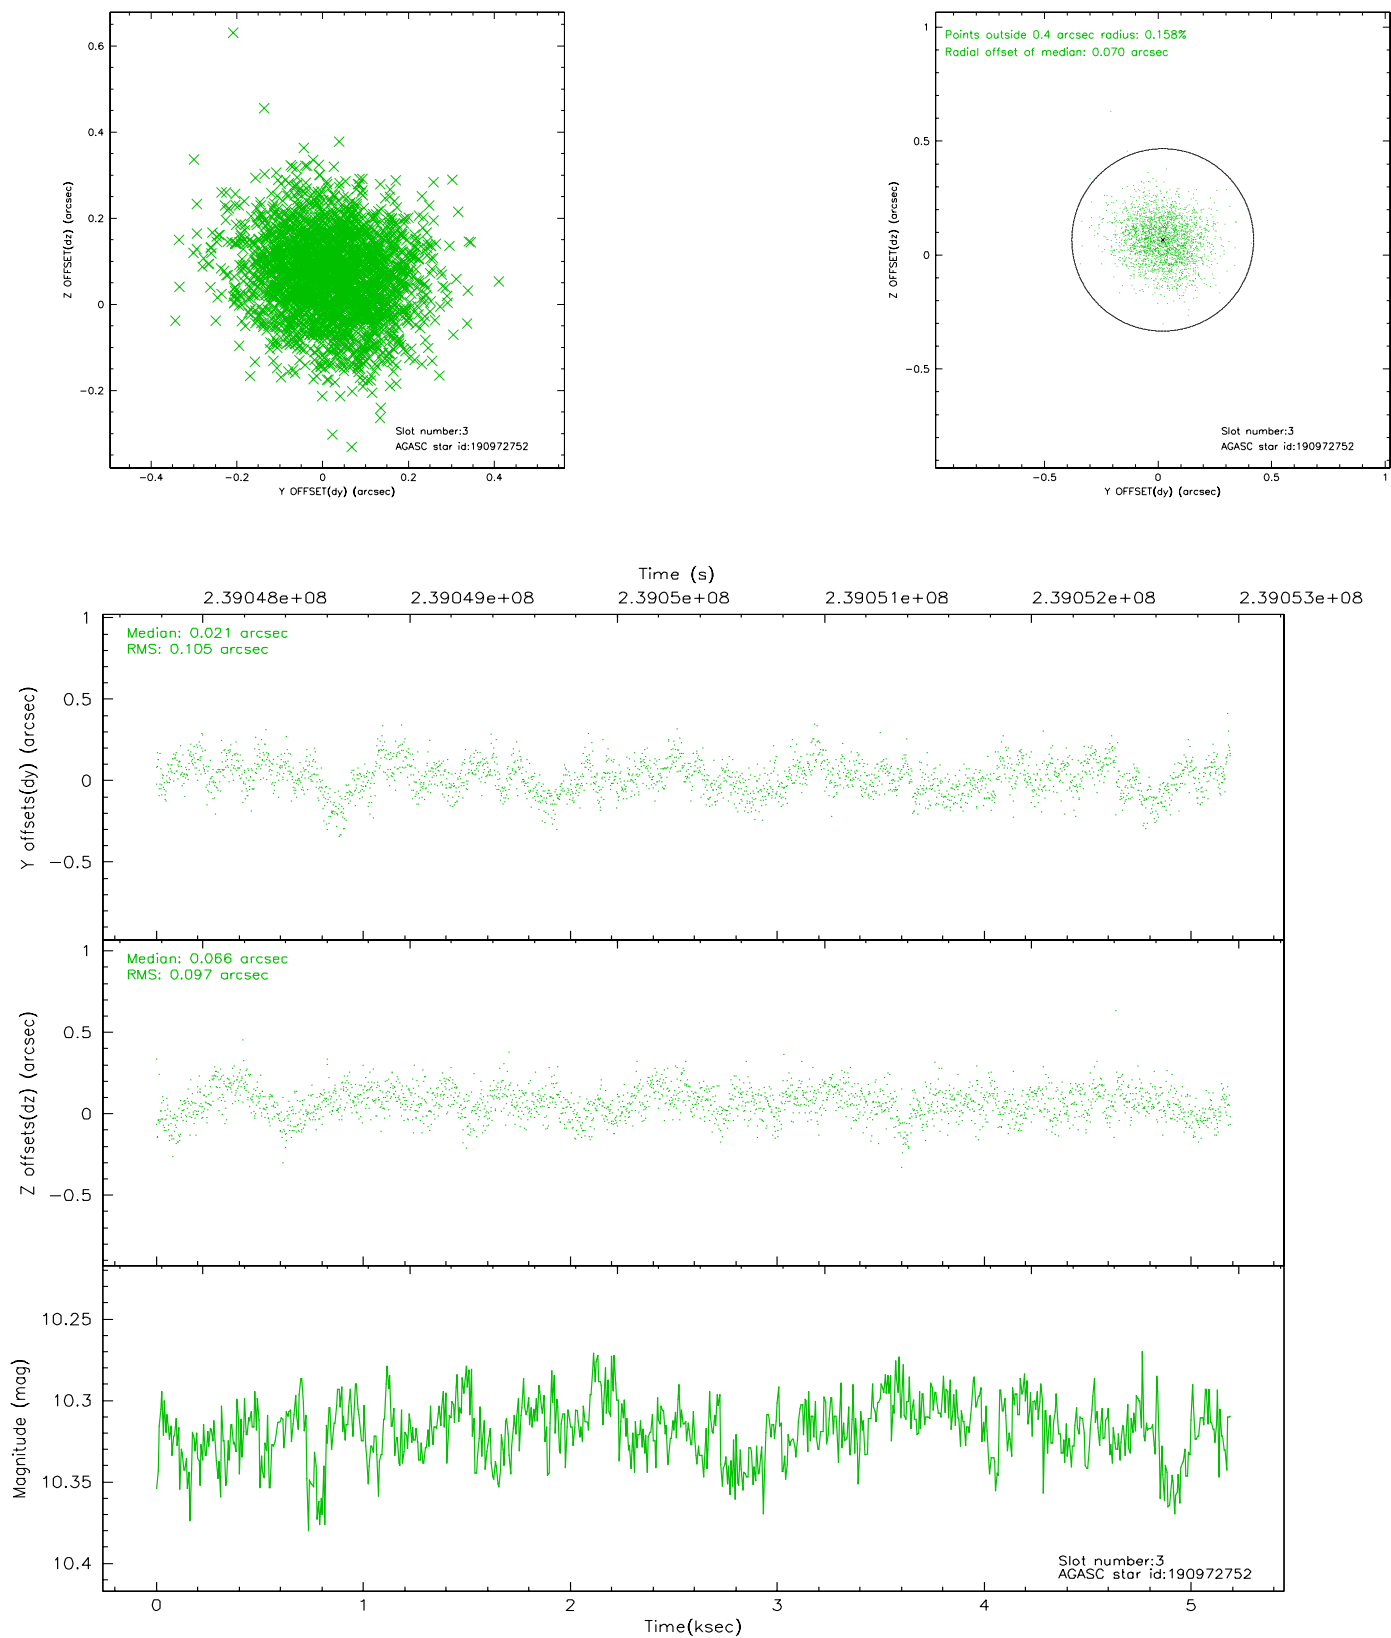 0.6
0.4
0.2
0
−0.2
−0.4
−0.2
0
0.2
0.4
Z OFFSET(dz) (arcsec)
Y OFFSET(dy) (arcsec)
Slot number:3
AGASC star id:190972752
Points outside 0.4 arcsec radius: 0.158%
Radial offset of median: 0.070 arcsec
1
0.5
0
−0.5
−0.5
0
0.5
1
Z OFFSET(dz) (arcsec)
Y OFFSET(dy) (arcsec)
Slot number:3
AGASC star id:190972752
Time (s)
2.39048e+08
2.39049e+08
2.3905e+08
2.39051e+08
2.39052e+08
2.39053e+08
Median: 0.021 arcsec
RMS: 0.105 arcsec
1
0.5
0
−0.5
Y offsets(dy) (arcsec)
Median: 0.066 arcsec
RMS: 0.097 arcsec
1
0.5
0
−0.5
Z offsets(dz) (arcsec)
10.25
10.3
10.35
10.4
Magnitude (mag)
Slot number:3
AGASC star id:190972752
0
1
2
3
4
5
Time(ksec)